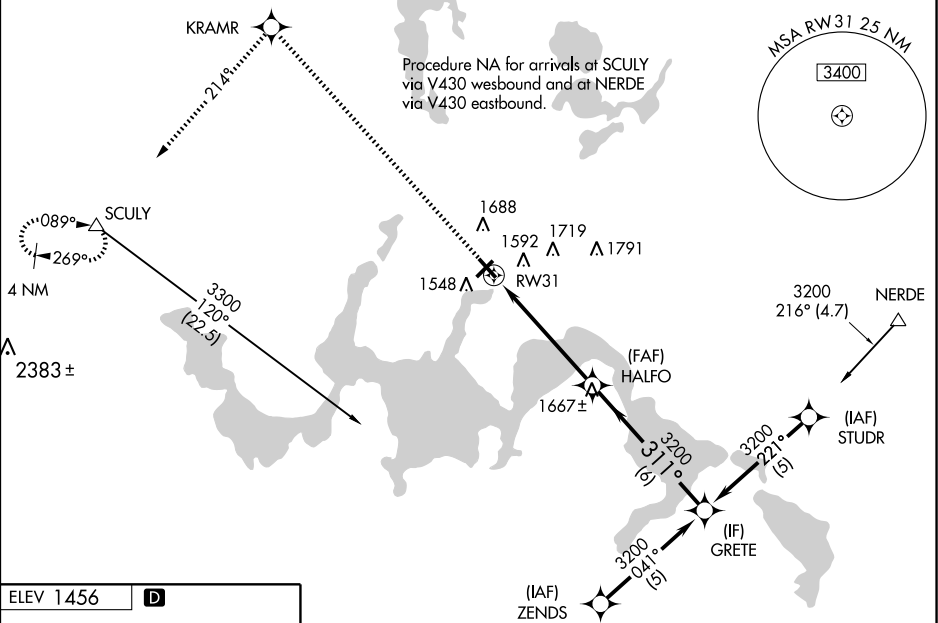 KRAMR
214°
Procedure NA for arrivals at SCULY
via V430 wesbound and at NERDE
via V430 eastbound.
MSA RW31 25 NM
3400
SCULY
089°
269°
4 NM
3300
120°
(22.5)
2383 ±
1688
1592
1719
1791
1548
RW31
3200
216° (4.7)
NERDE
(FAF)
HALFO
1667±
(IAF)
STUDR
3200
221°
(5)
3200
311°
(6)
(IF)
GRETE
3200
041°
(5)
(IAF)
ZENDS
ELEV 1456
D